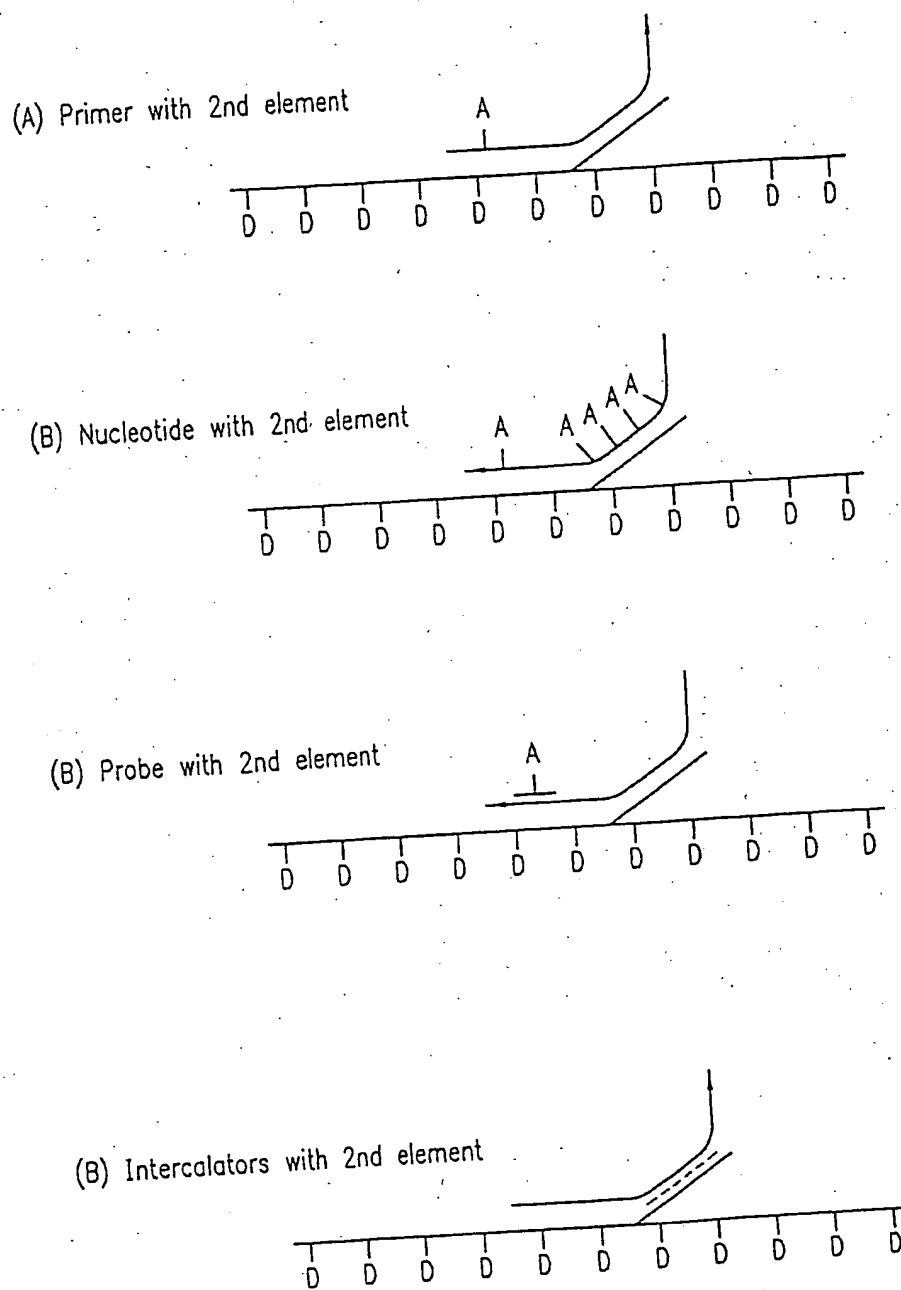 (A) Primer with 2nd element
A
D D D D D D D D D D D
(B) Nucleotide with 2nd element
A A A A A
D D D D D D D D D D D
(B) Probe with 2nd element
A
D D D D D D D D D D D
(B) Intercalators with 2nd element
D D D D D D D D D D D